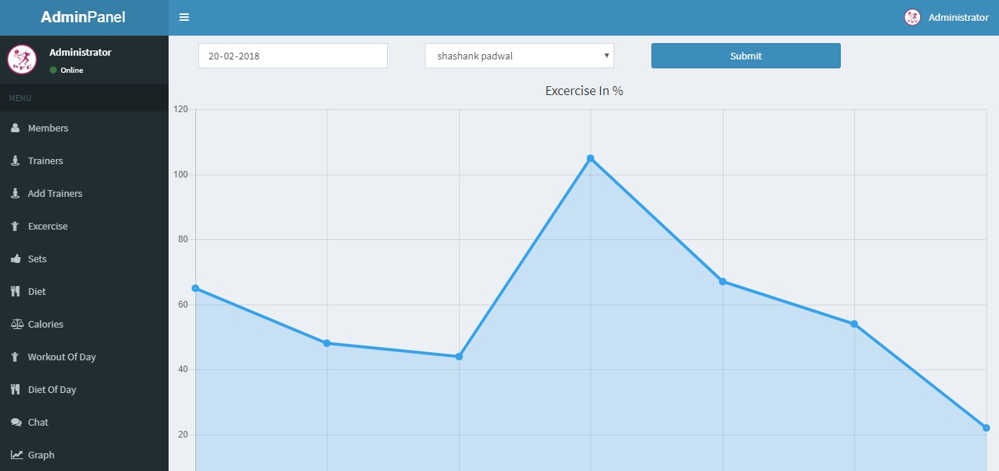 AdminPanel
Administrator
Administrator
Online
MENU
Members
Trainers
Add Trainers
Excercise
Sets
Diet
Calories
Workout Of Day
Diet Of Day
Chat
Graph
20-02-2018
shashank padwal
Submit
Excercise In %
120
100
80
60
40
20